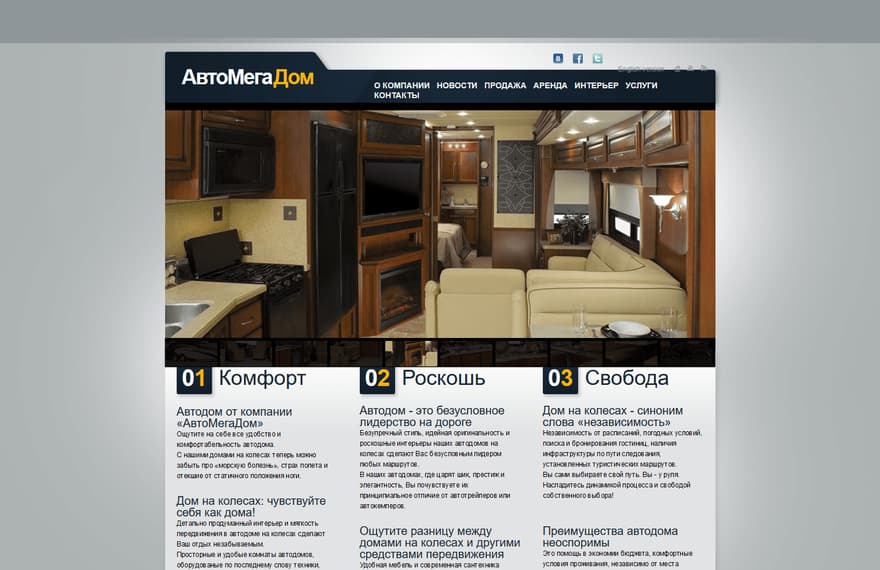 АвтоМегаДом
English version
О КОМПАНИИ НОВОСТИ ПРОДАЖА АРЕНДА ИНТЕРЬЕР УСЛУГИ
КОНТАКТЫ
01 Комфорт
Автодом от компании
«АвтоМегаДом»
Ощутите на себе все удобство и
комфортабельность автодома.
С нашими домами на колесах теперь можно
забыть про «морскую болезнь», страх полета и
отекшие от статичного положения ноги.
Дом на колесах: чувствуйте
себя как дома!
Детально продуманный интерьер и мягкость
передвижения в автодоме на колесах сделают
Ваш отдых незабываемым.
Просторные и удобые комнаты автодомов,
оборудованые по последнему слову техники,
02 Роскошь
Автодом - это безусловное
лидерство на дороге
Безупречный стиль, идейная оригинальность и
роскошные интерьеры наших автодомов на
колесах сделают Вас безусловным лидером
любых маршрутов.
В наших автодомах, где царят шик, престиж и
элегантность, Вы почувствуете их
принципиальное отличие от автотрейлеров или
автокемперов.
Ощутите разницу между
домами на колесах и другими
средствами передвижения
Удобная мебель и современная сантехника
03 Свобода
Дом на колесах - синоним
слова «независимость»
Независимость от расписаний, погодных условий,
поиска и бронирования гостиниц, наличия
инфраструктуры по пути следования,
установленных туристических маршрутов.
Вы сами выбираете свой путь. Вы - у руля.
Насладитесь динамикой процесса и свободой
собственного выбора!
Преимущества автодома
неоспоримы
Это помощь в экономии бюджета, комфортные
условия проживания, независимо от места